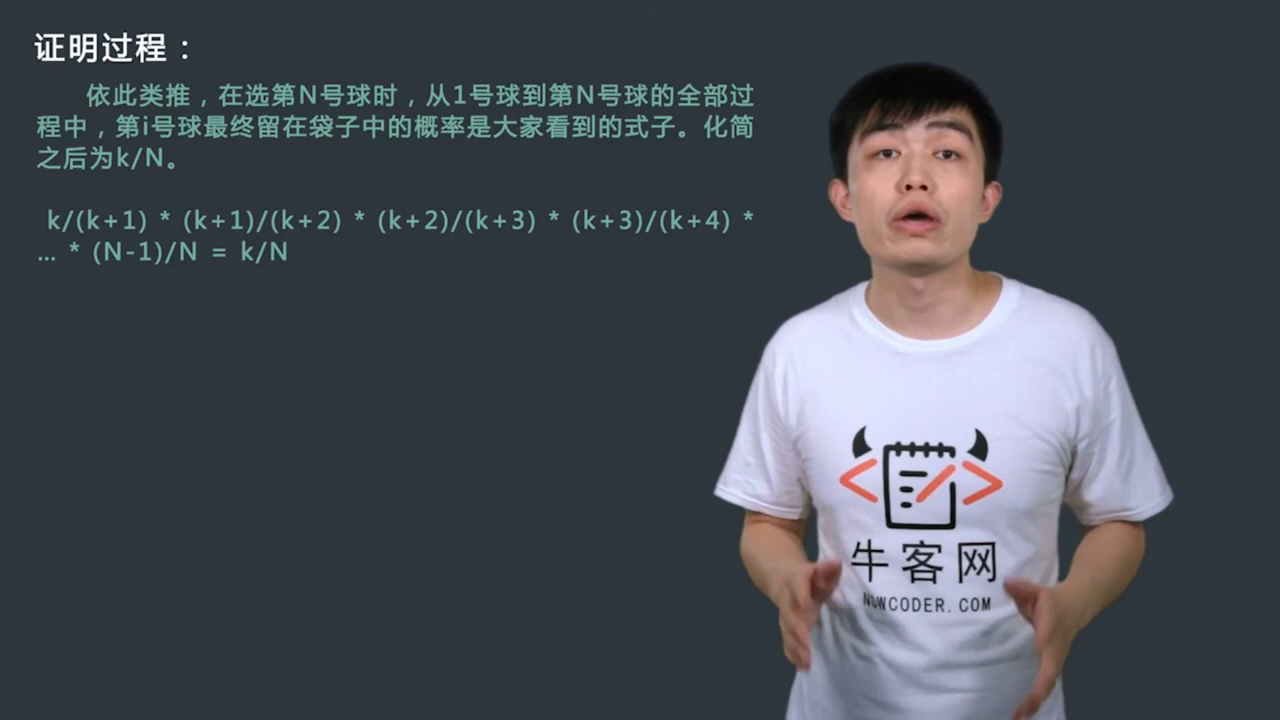 证明过程：
依此类推，在选第N号球时，从1号球到第N号球的全部过
程中，第i号球最终留在袋子中的概率是大家看到的式子。化简
之后为k/N。
k/(k+1) * (k+1)/(k+2) * (k+2)/(k+3) * (k+3)/(k+4) *
... * (N-1)/N = k/N
牛客网
NOWCODER.COM